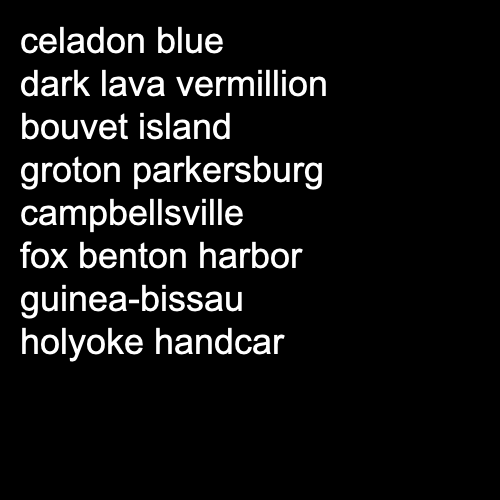 celadon blue
dark lava vermillion
bouvet island
groton parkersburg
campbellsville
fox benton harbor
guinea-bissau
holyoke handcar